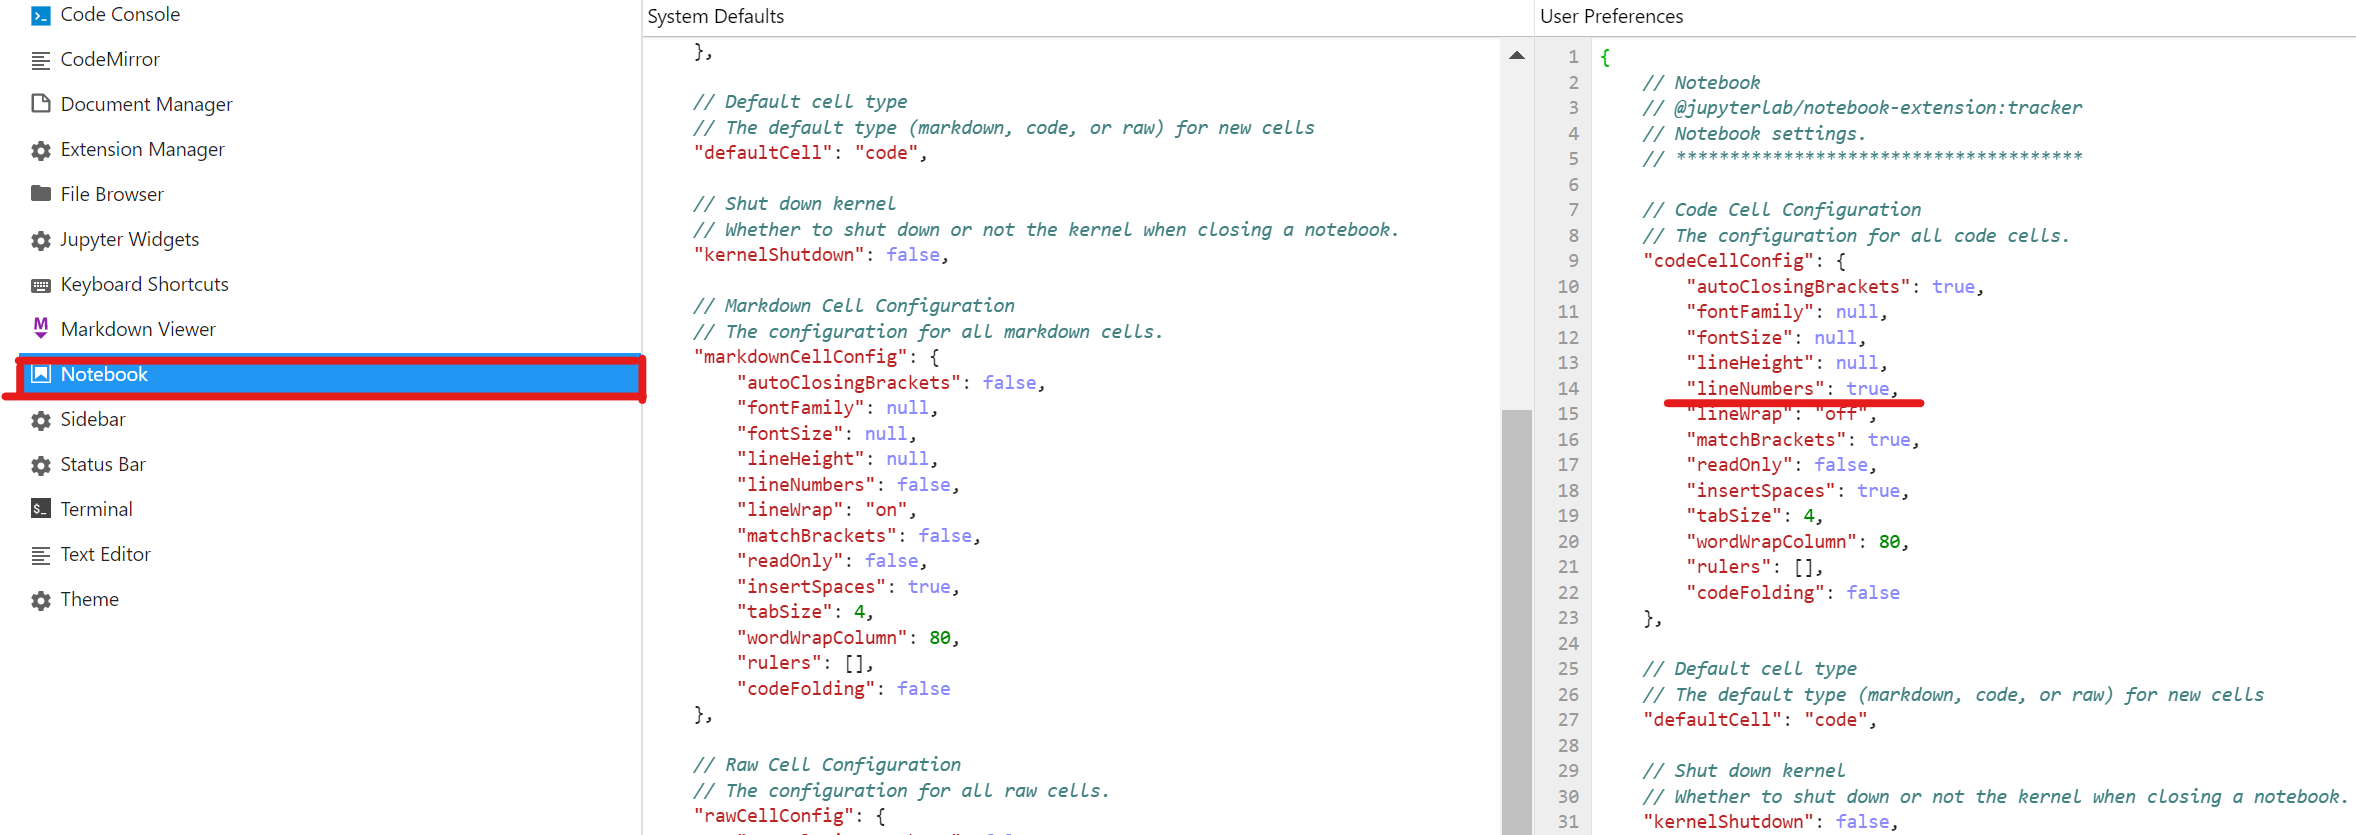 Code Console
CodeMirror
Document Manager
Extension Manager
File Browser
Jupyter Widgets
Keyboard Shortcuts
Markdown Viewer
Notebook
Sidebar
Status Bar
Terminal
Text Editor
Theme
System Defaults
},
// Default cell type
// The default type (markdown, code, or raw) for new cells
"defaultCell": "code",
// Shut down kernel
// Whether to shut down or not the kernel when closing a notebook.
"kernelShutdown": false,
// Markdown Cell Configuration
// The configuration for all markdown cells.
"markdownCellConfig": {
"autoClosingBrackets": false,
"fontFamily": null,
"fontSize": null,
"lineHeight": null,
"lineNumbers": false,
"lineWrap": "on",
"matchBrackets": false,
"readOnly": false,
"insertSpaces": true,
"tabSize": 4,
"wordWrapColumn": 80,
"rulers": [],
"codeFolding": false
},
// Raw Cell Configuration
// The configuration for all raw cells.
"rawCellConfig": {
User Preferences
1 {
2 // Notebook
3 // @jupyterlab/notebook-extension:tracker
4 // Notebook settings.
5 // **************************************
6
7 // Code Cell Configuration
8 // The configuration for all code cells.
9 "codeCellConfig": {
10 "autoClosingBrackets": true,
11 "fontFamily": null,
12 "fontSize": null,
13 "lineHeight": null,
14 "lineNumbers": true,
15 "lineWrap": "off",
16 "matchBrackets": true,
17 "readOnly": false,
18 "insertSpaces": true,
19 "tabSize": 4,
20 "wordWrapColumn": 80,
21 "rulers": [],
22 "codeFolding": false
23 },
24
25 // Default cell type
26 // The default type (markdown, code, or raw) for new cells
27 "defaultCell": "code",
28
29 // Shut down kernel
30 // Whether to shut down or not the kernel when closing a notebook.
31 "kernelShutdown": false,